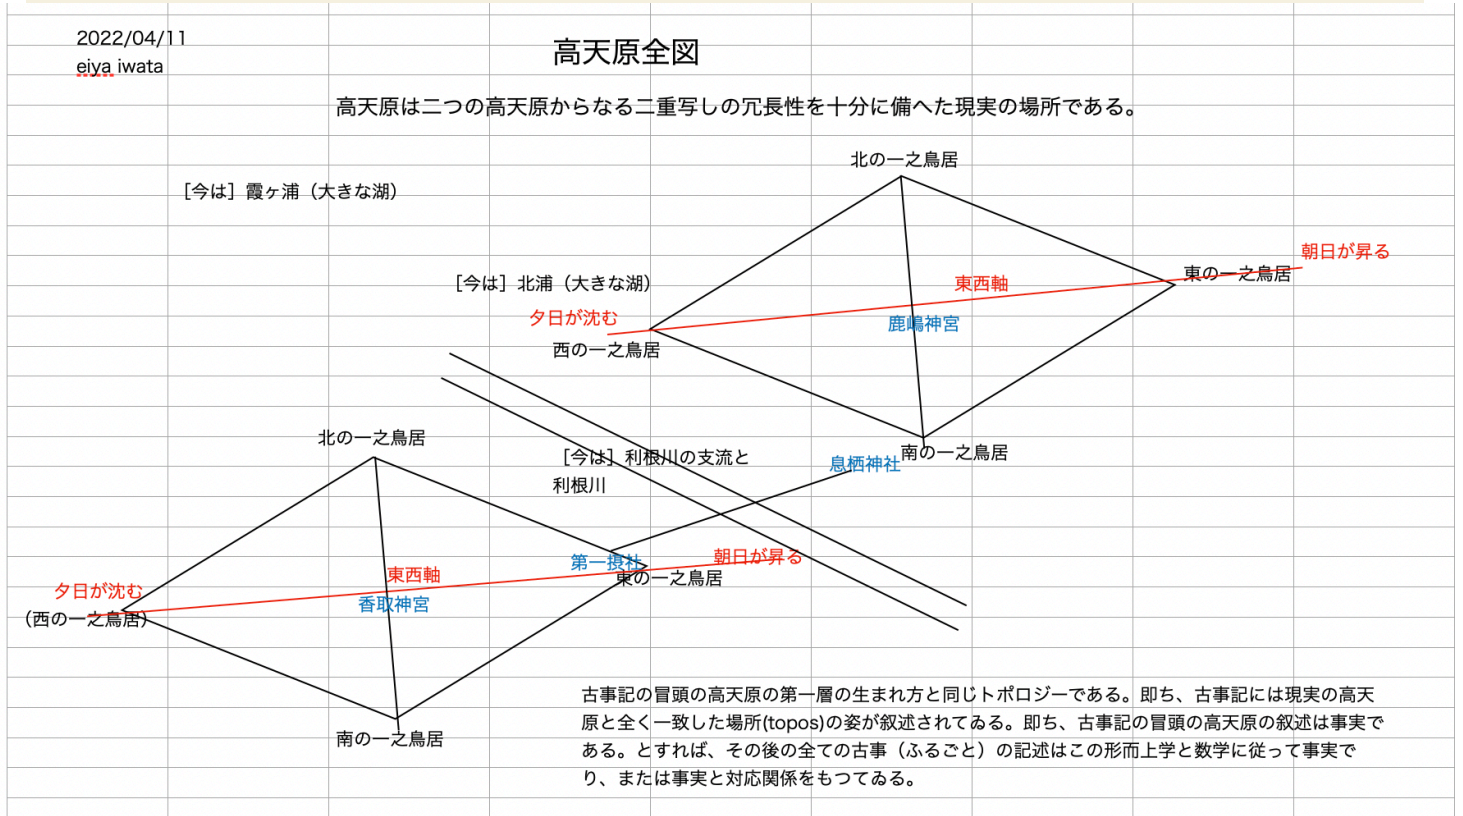 2022/04/11
eiya iwata
高天原全図
高天原は二つの高天原からなる二重写しの冗長性を十分に備へた現実の場所である。
北の一之鳥居
［今は］霞ヶ浦（大きな湖）
朝日が昇る
東の一之鳥居
［今は］北浦（大きな湖）
東西軸
夕日が沈む
鹿嶋神宮
西の一之鳥居
北の一之鳥居
南の一之鳥居
［今は］利根川の支流と
利根川
息栖神社
第一摂社
朝日が昇る
東の一之鳥居
東西軸
夕日が沈む
香取神宮
（西の一之鳥居）
南の一之鳥居
古事記の冒頭の高天原の第一層の生まれ方と同じトポロジーである。即ち、古事記には現実の高天
原と全く一致した場所(topos)の姿が叙述されてゐる。即ち、古事記の冒頭の高天原の叙述は事実で
ある。とすれば、その後の全ての古事（ふるごと）の記述はこの形而上学と数学に従って事実で
り、または事実と対応関係をもつてゐる。